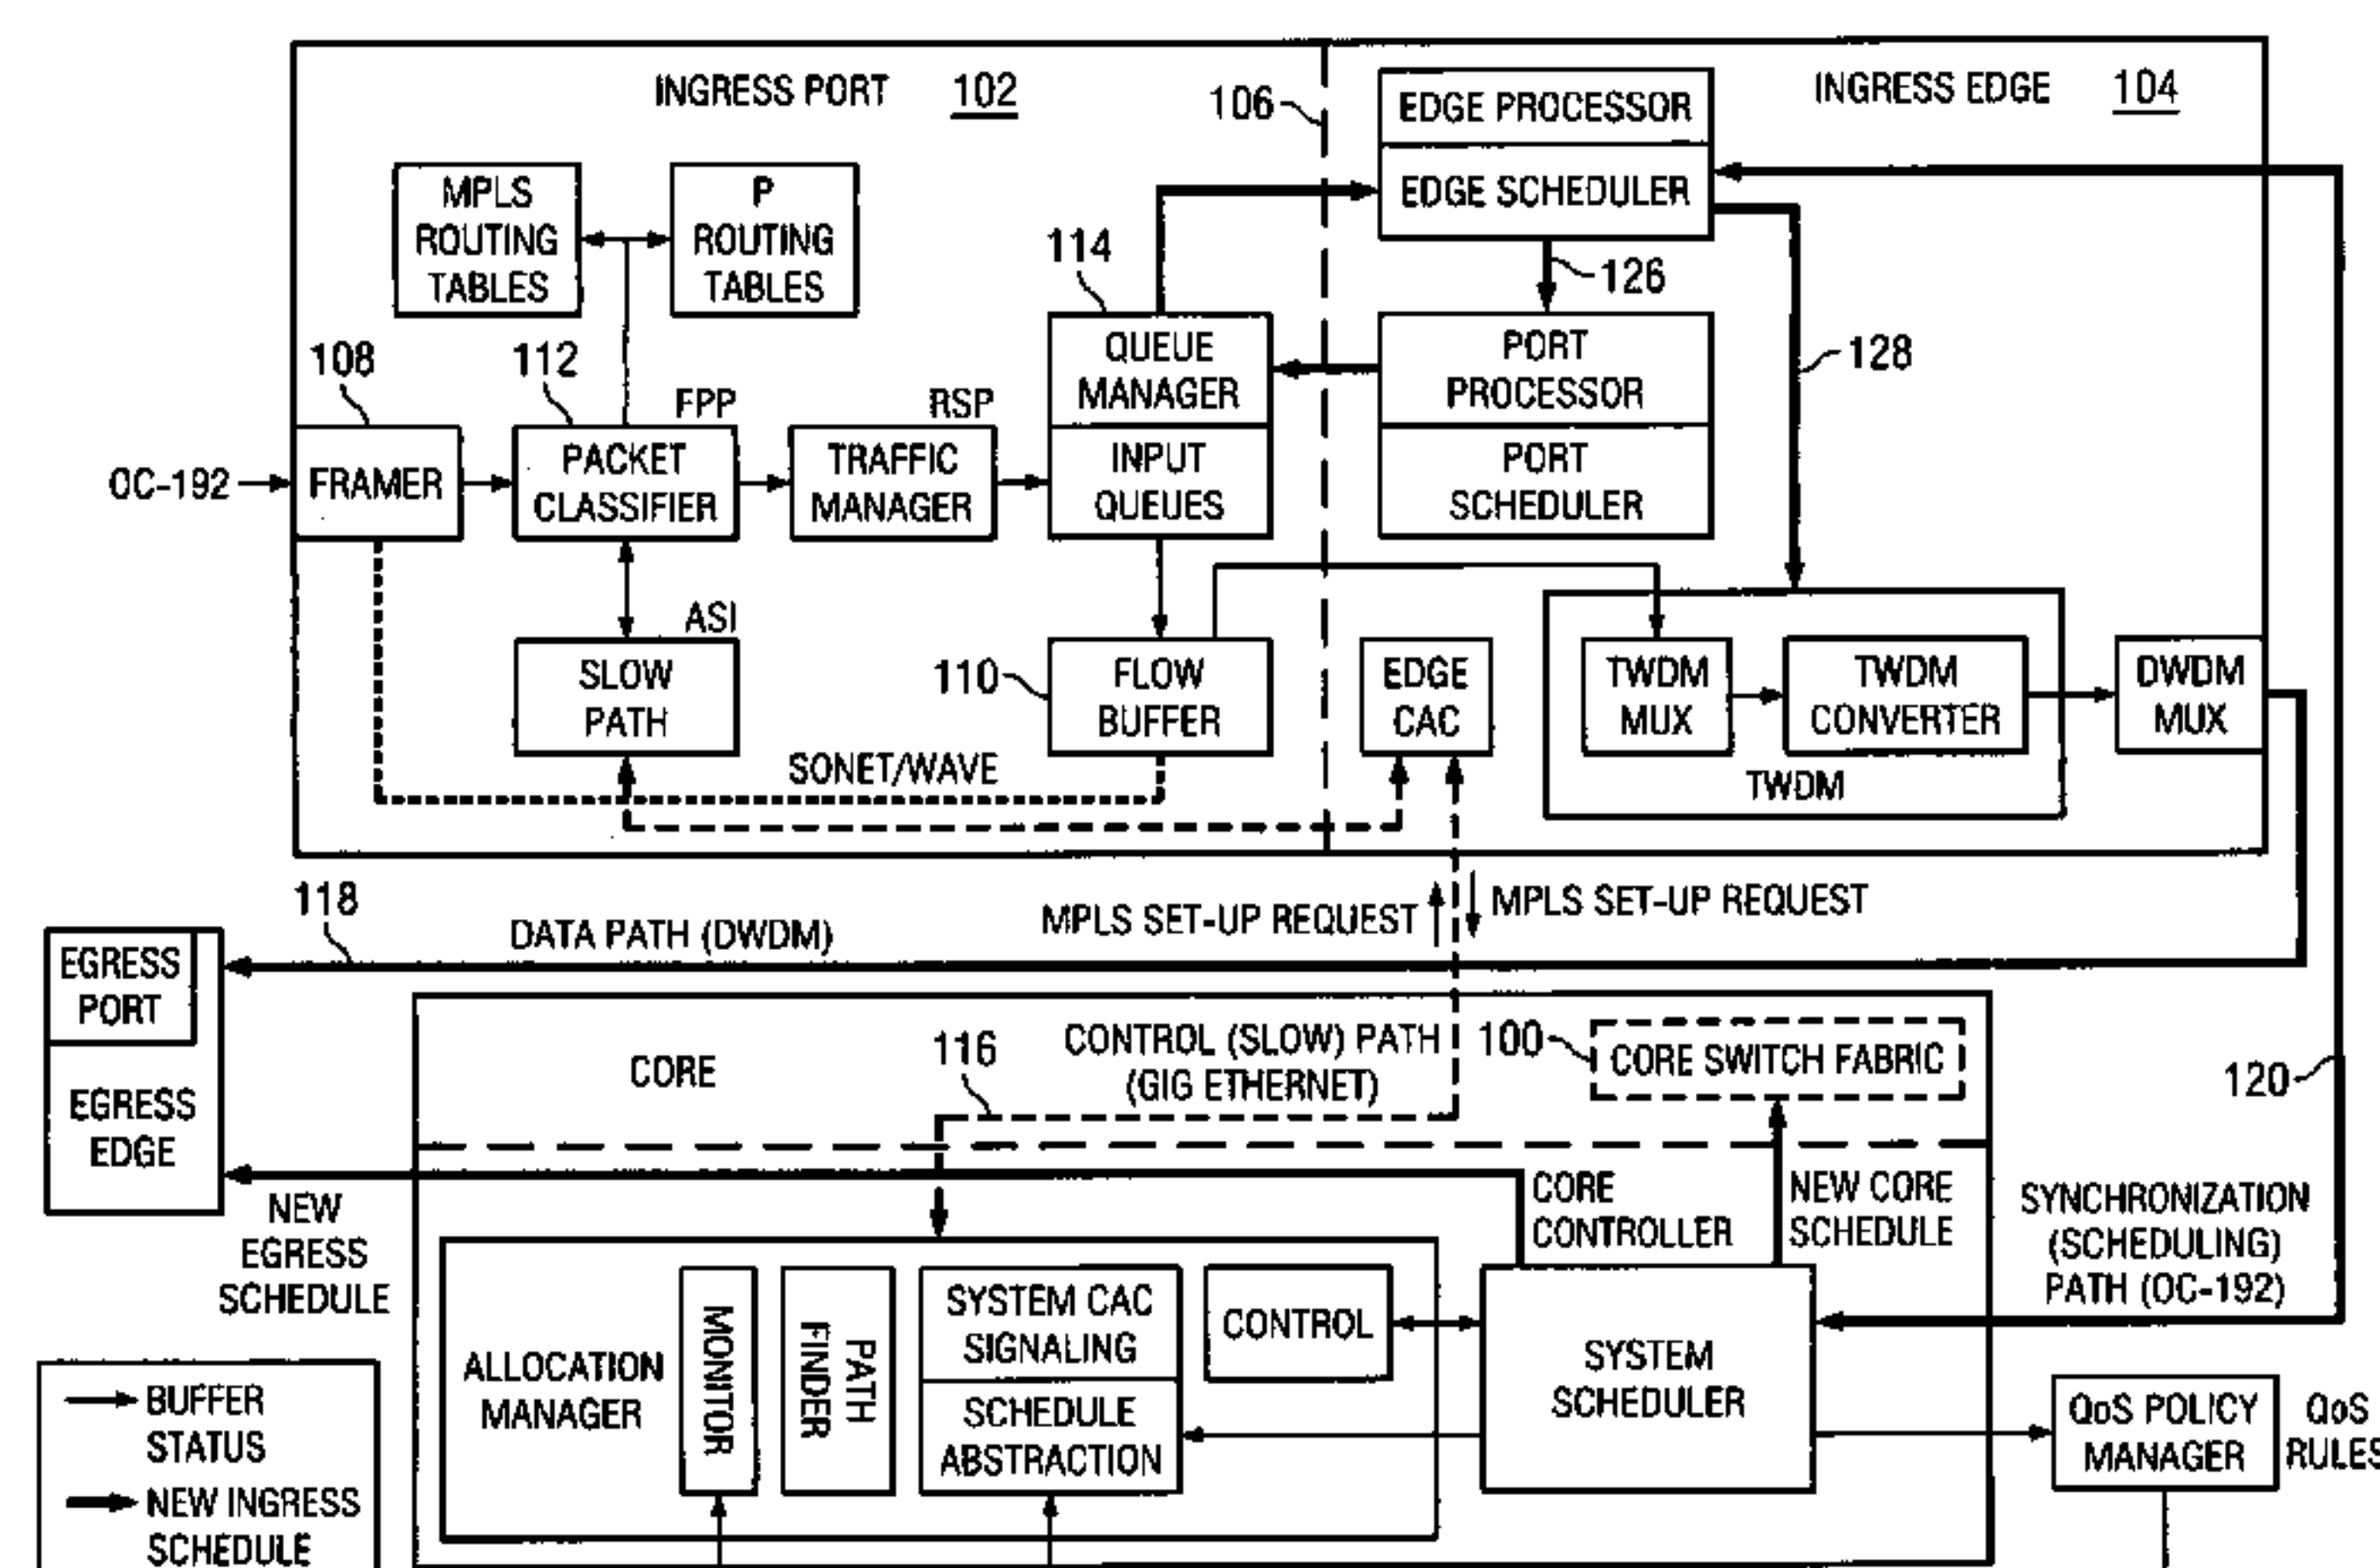 INGRESS PORT 102
106
EDGE PROCESSOR
INGRESS EDGE 104
MPLS
ROUTING
TABLES
P
ROUTING
TABLES
EDGE SCHEDULER
114
126
108
112
FPP
RSP
QUEUE
MANAGER
PORT
PROCESSOR
128
OC-192
FRAMER
PACKET
CLASSIFIER
TRAFFIC
MANAGER
INPUT
QUEUES
PORT
SCHEDULER
ASI
SLOW
PATH
110
FLOW
BUFFER
EDGE
CAC
TWDM
MUX
TWDM
CONVERTER
DWDM
MUX
SONET/WAVE
TWDM
118
DATA PATH (DWDM)
MPLS SET-UP REQUEST
MPLS SET-UP REQUEST
EGRESS
PORT
EGRESS
EDGE
CORE
116
CONTROL (SLOW) PATH
(GIG ETHERNET)
100
CORE SWITCH FABRIC
120
NEW
EGRESS
SCHEDULE
CORE
CONTROLLER
NEW CORE
SCHEDULE
SYNCHRONIZATION
(SCHEDULING)
PATH (OC-192)
ALLOCATION
MANAGER
MONITOR
PATH
FINDER
SYSTEM CAC
SIGNALING
SCHEDULE
ABSTRACTION
CONTROL
SYSTEM
SCHEDULER
QoS POLICY
MANAGER
QoS
RULES
BUFFER
STATUS
NEW INGRESS
SCHEDULE